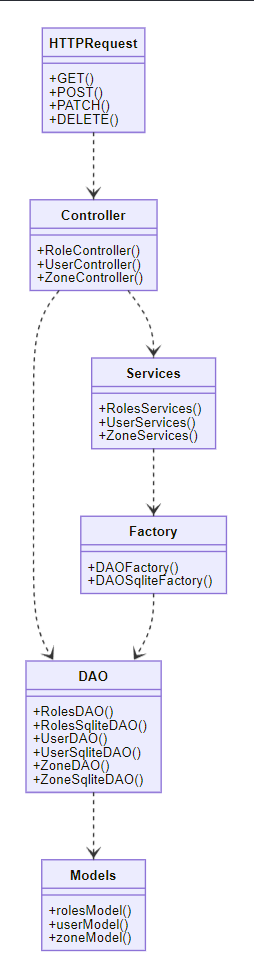 HTTPRequest
+GET()
+POST()
+PATCH()
+DELETE()
Controller
+RoleController()
+UserController()
+ZoneController()
Services
+RolesServices()
+UserServices()
+ZoneServices()
Factory
+DAOFactory()
+DAOSqliteFactory()
DAO
+RolesDAO()
+RolesSqliteDAO()
+UserDAO()
+UserSqliteDAO()
+ZoneDAO()
+ZoneSqliteDAO()
Models
+rolesModel()
+userModel()
+zoneModel()